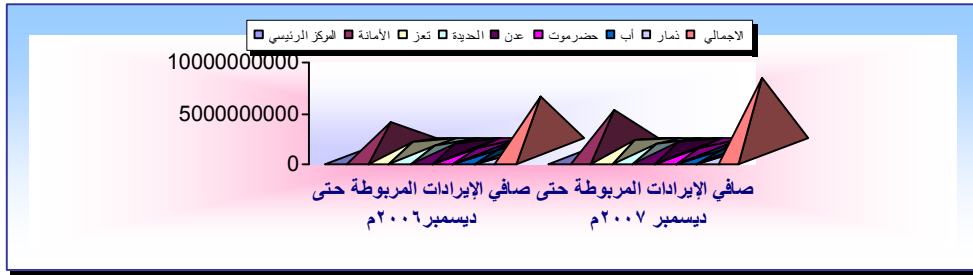 المركز الرئيسي الأمانة تعز الحديدة عدن حضرموت أب ذمار الاجمالي
10000000000
5000000000
0
صافي الإيرادات المربوطة حتى
ديسمبر٢٠٠٦م
صافي الإيرادات المربوطة حتى
ديسمبر ٢٠٠٧م